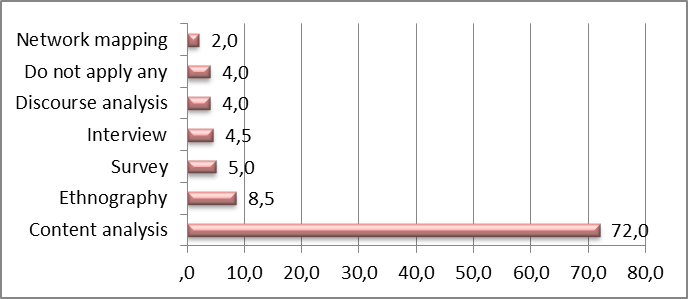 Network mapping 2,0
Do not apply any 4,0
Discourse analysis 4,0
Interview 4,5
Survey 5,0
Ethnography 8,5
Content analysis 72,0
,0 10,0 20,0 30,0 40,0 50,0 60,0 70,0 80,0